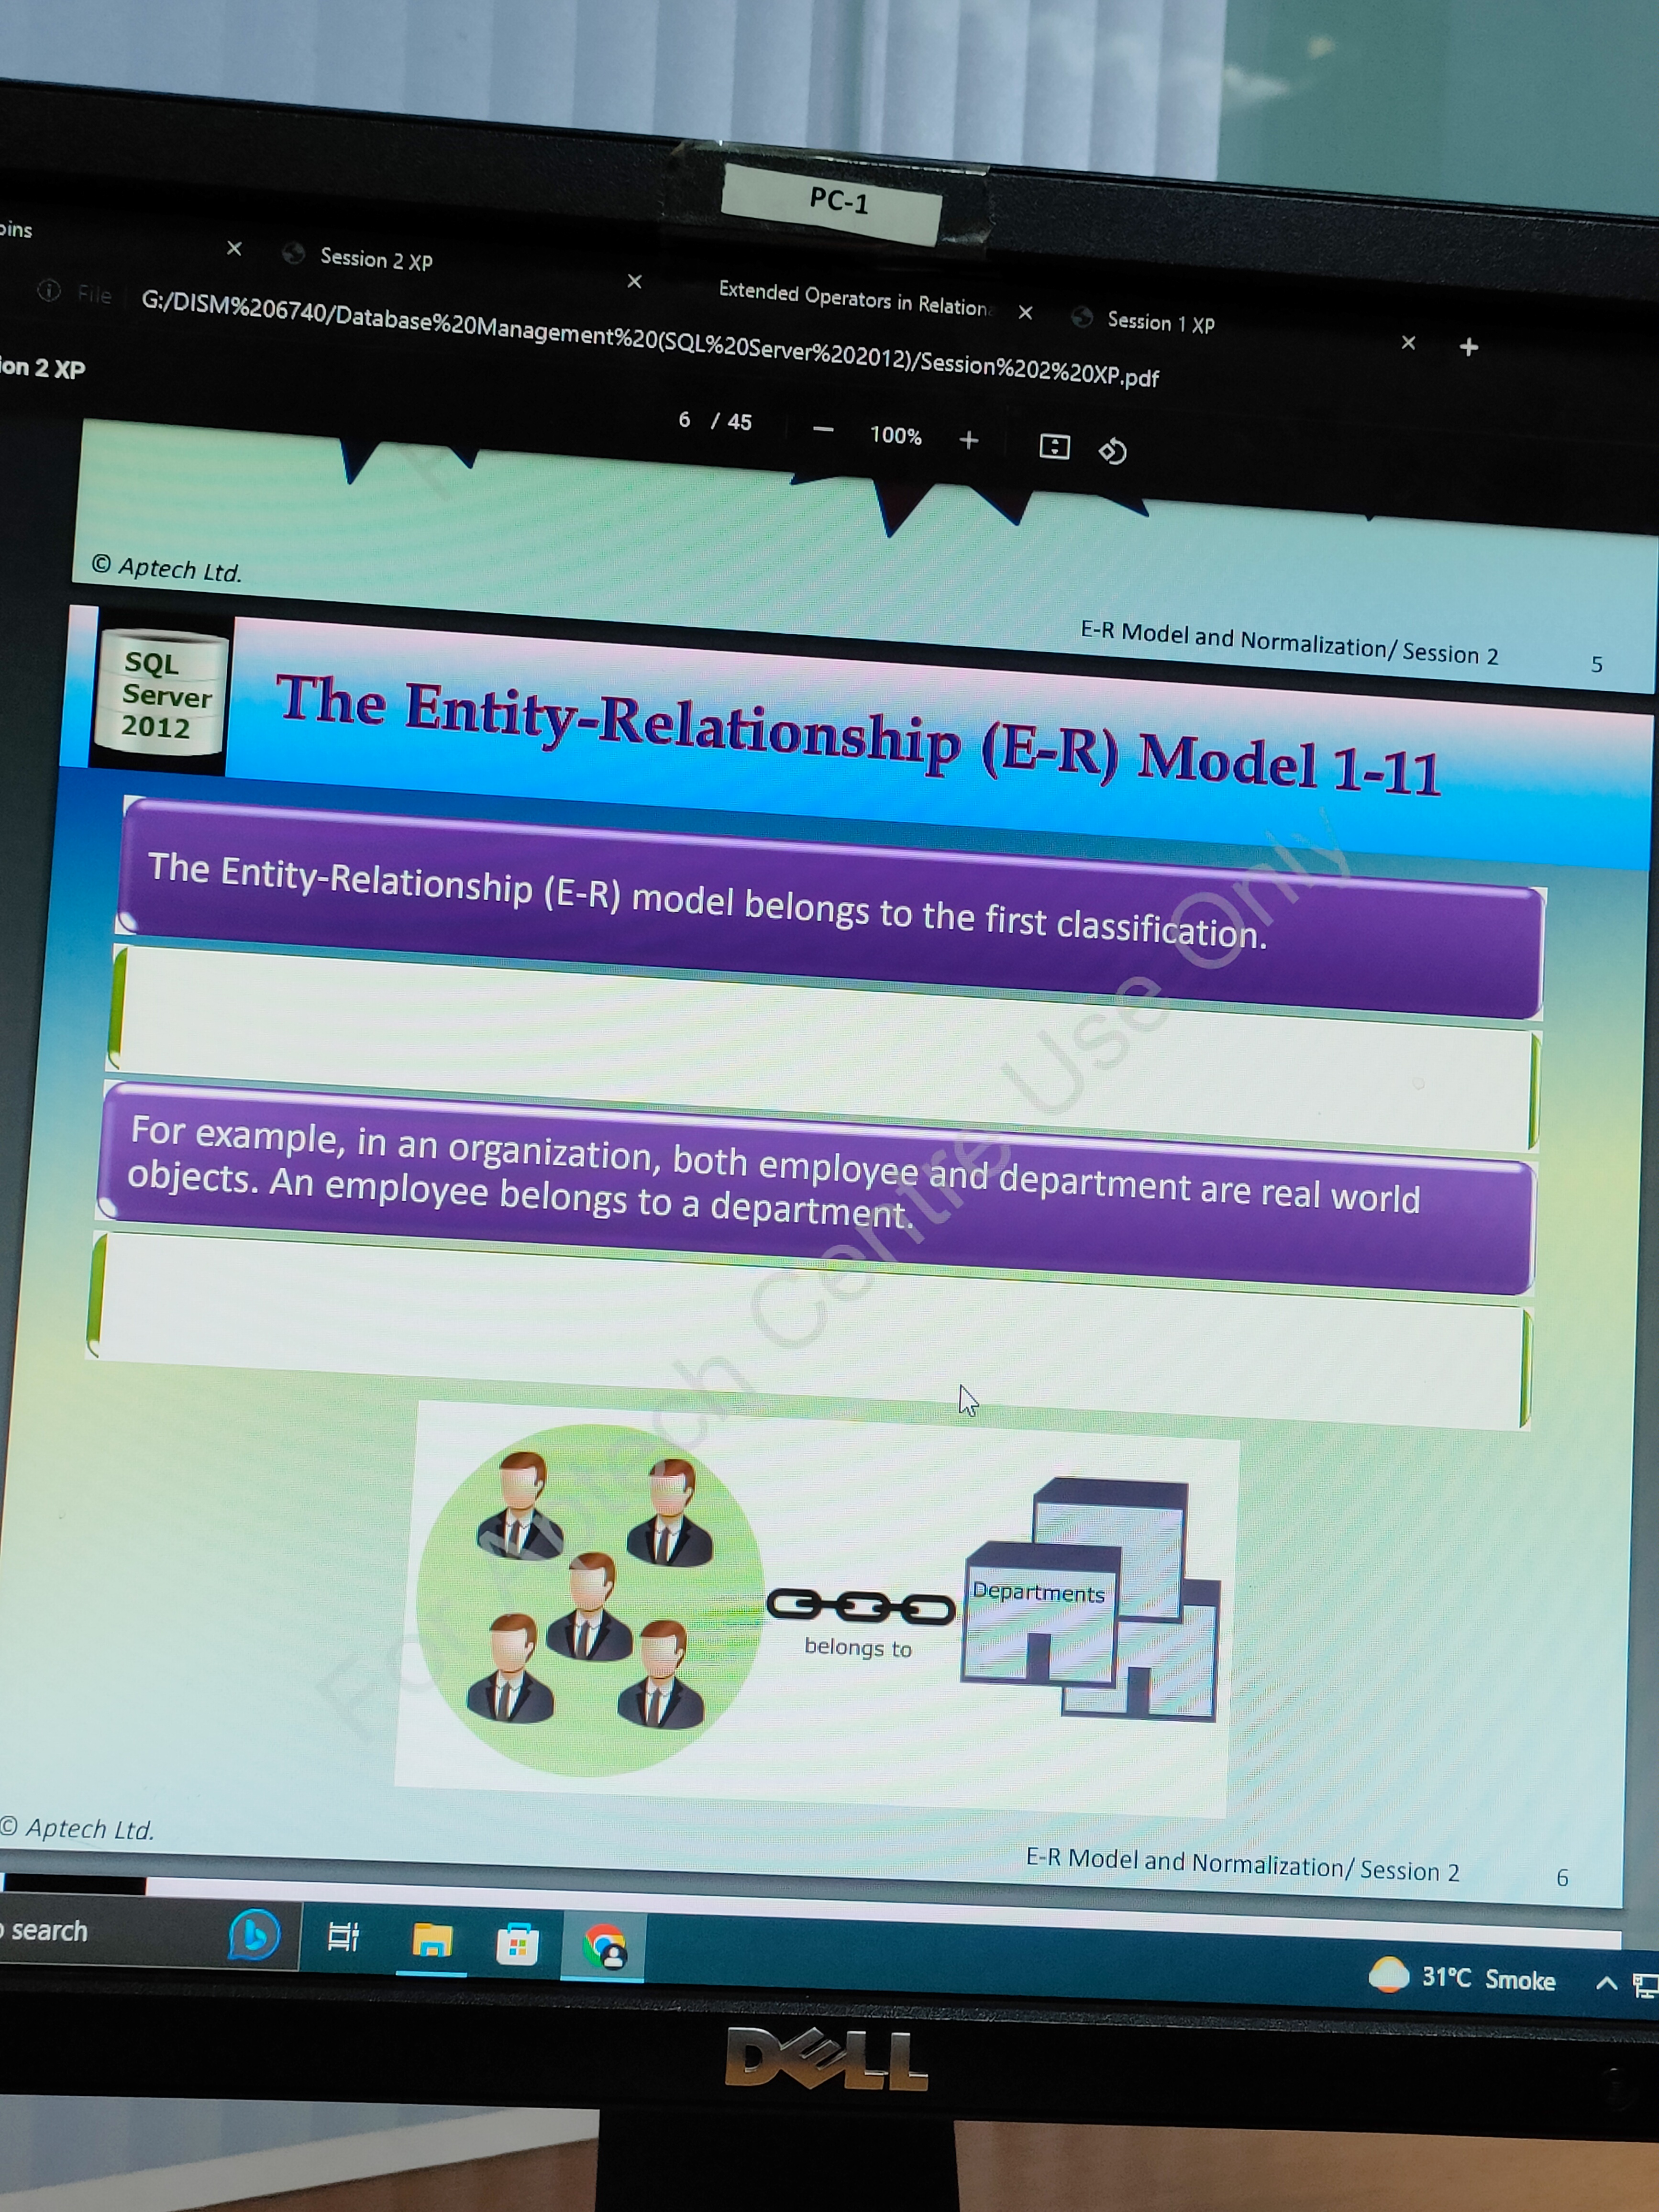 PC-1
oins
Session 2 XP
Extended Operators in Relation
Session 1 XP
File
G:/DISM%206740/Database%20Management%20(SQL%20Server%202012)/Session%202%20XP.pdf
ion 2 XP
6 / 45
100%
© Aptech Ltd.
E-R Model and Normalization/ Session 2
5
SQL
Server
2012
The Entity-Relationship (E-R) Model 1-11
The Entity-Relationship (E-R) model belongs to the first classification.
For example, in an organization, both employee and department are real world
objects. An employee belongs to a department.
For Aptech Centre Use Only
Departments
belongs to
© Aptech Ltd.
E-R Model and Normalization/ Session 2
6
search
31°C Smoke
DELL